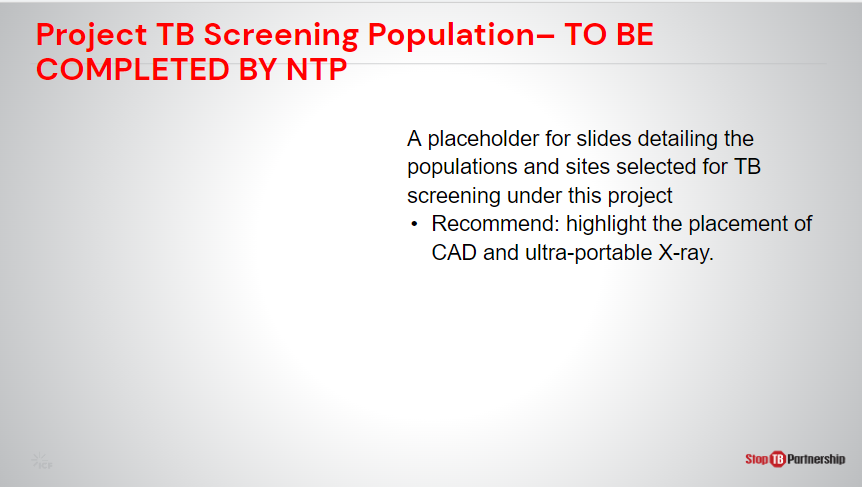 Project TB Screening Population– TO BE
COMPLETED BY NTP
A placeholder for slides detailing the
populations and sites selected for TB
screening under this project
• Recommend: highlight the placement of
CAD and ultra-portable X-ray.
Stop TB Partnership